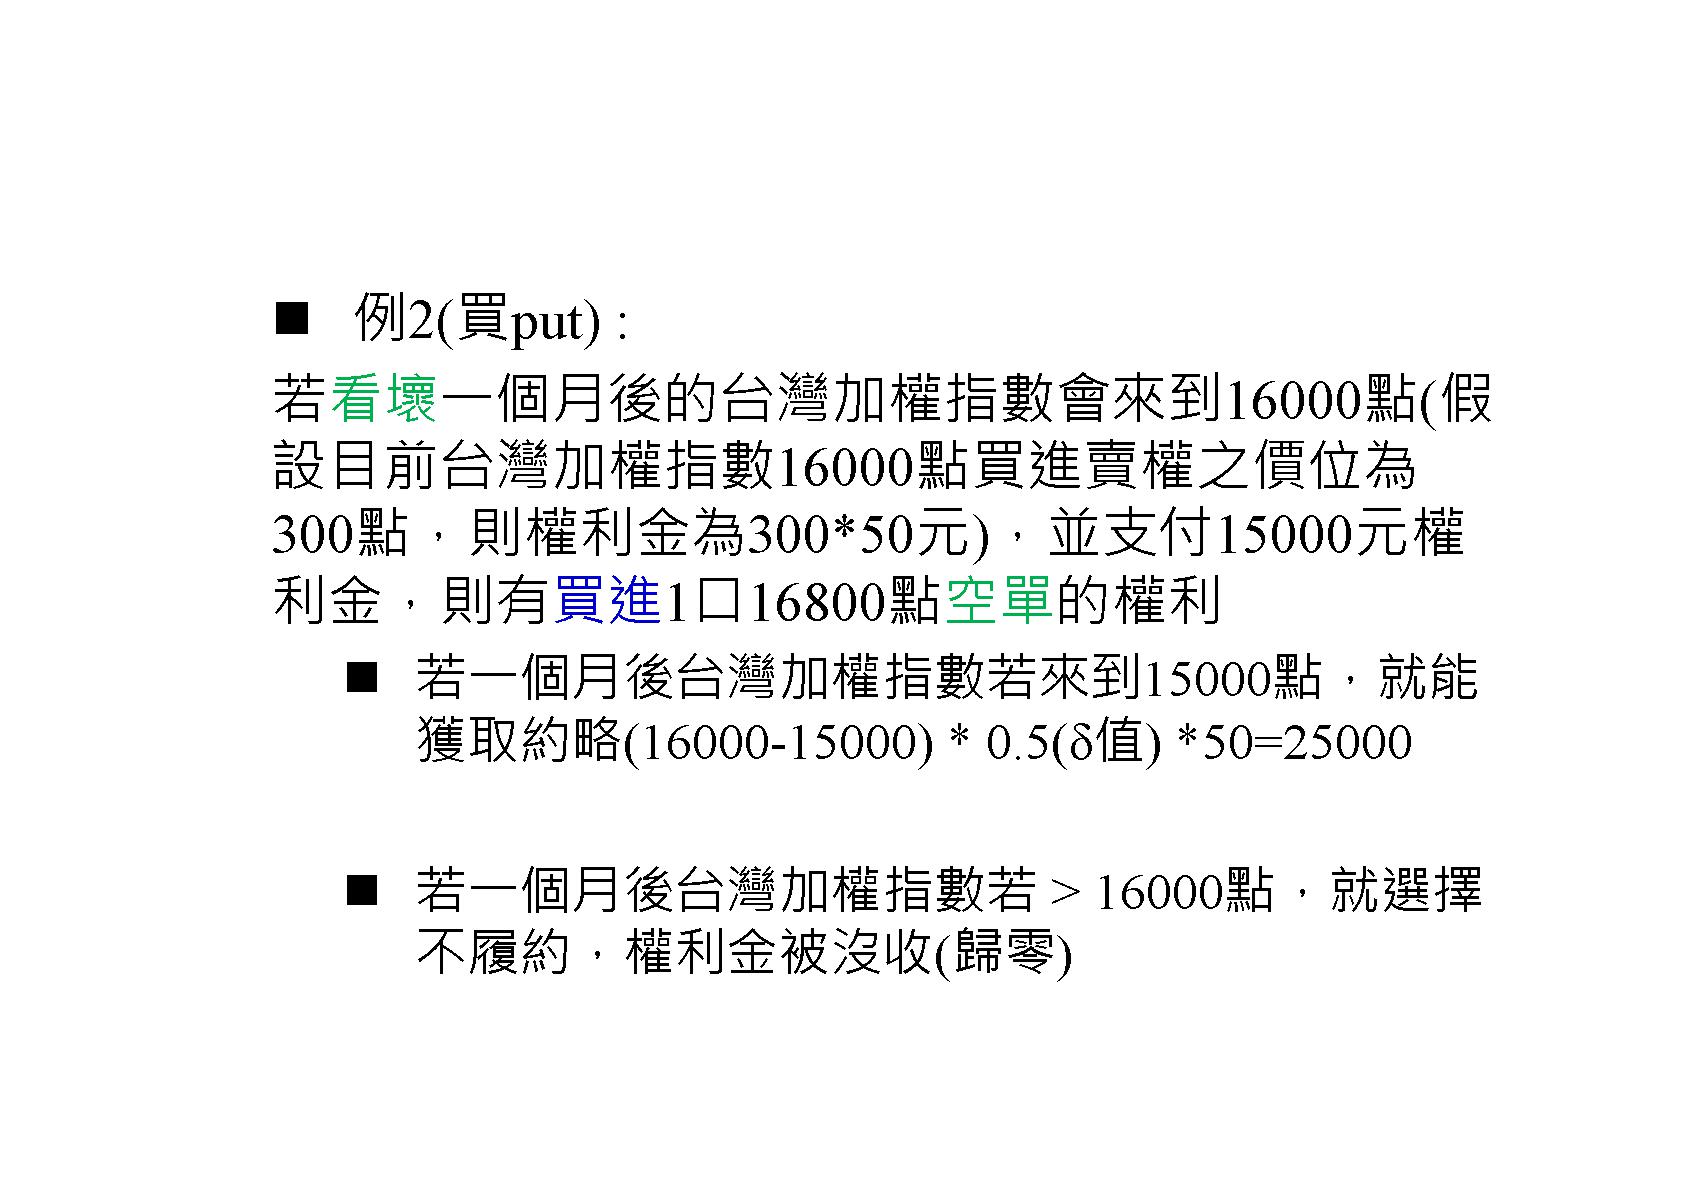 ■ 例2(買put) :
若看壞一個月後的台灣加權指數會來到16000點(假
設目前台灣加權指數16000點買進賣權之價位為
300點，則權利金為300*50元)，並支付15000元權
利金，則有買進1口16800點空單的權利
■ 若一個月後台灣加權指數若來到15000點，就能
獲取約略(16000-15000) * 0.5(δ值) *50=25000
■ 若一個月後台灣加權指數若 > 16000點，就選擇
不履約，權利金被沒收(歸零)